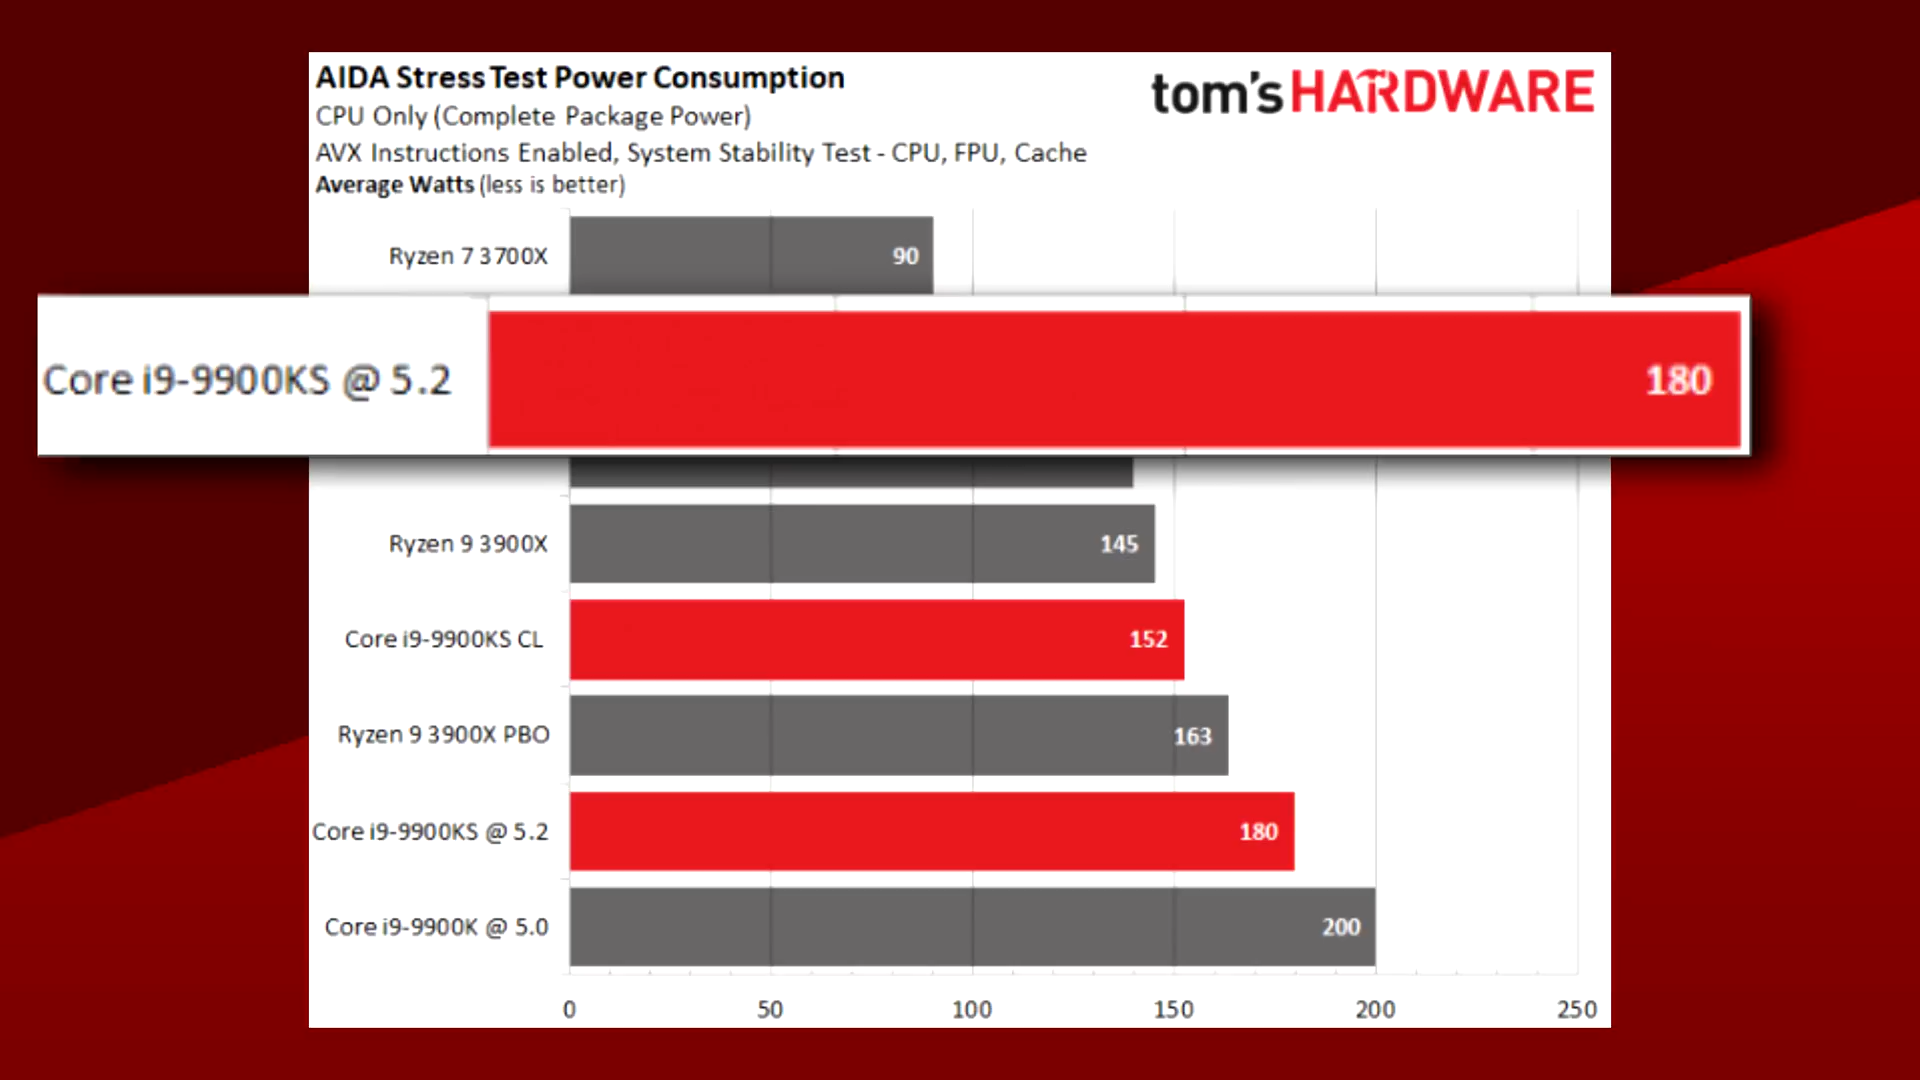 AIDA Stress Test Power Consumption
tom's HARDWARE
CPU Only (Complete Package Power)
AVX Instructions Enabled, System Stability Test - CPU, FPU, Cache
Average Watts (less is better)
Ryzen 7 3700X 90
Core i9-9900KS @ 5.2 180
Ryzen 9 3900X 145
Core i9-9900KS CL 152
Ryzen 9 3900X PBO 163
Core i9-9900KS @ 5.2 180
Core i9-9900K @ 5.0 200
0 50 100 150 200 250